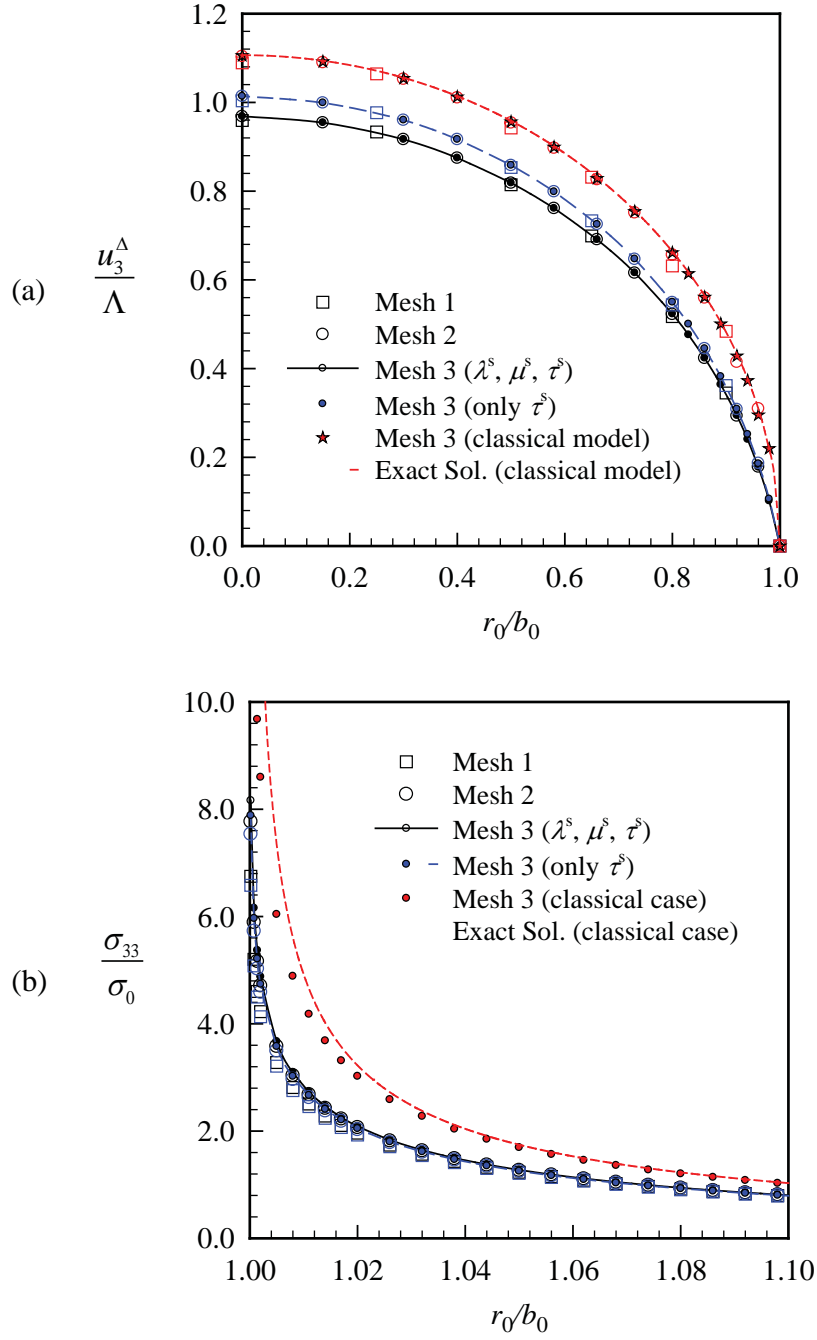 1.2
1.0
0.8
0.6
0.4
0.2
0.0
(a)
u₃^Δ
Λ
Mesh 1
Mesh 2
Mesh 3 (λˢ, μˢ, τˢ)
Mesh 3 (only τˢ)
Mesh 3 (classical model)
Exact Sol. (classical model)
0.0 0.2 0.4 0.6 0.8 1.0
r₀/b₀
10.0
8.0
6.0
4.0
2.0
0.0
(b)
σ₃₃
σ₀
Mesh 1
Mesh 2
Mesh 3 (λˢ, μˢ, τˢ)
Mesh 3 (only τˢ)
Mesh 3 (classical case)
Exact Sol. (classical case)
1.00 1.02 1.04 1.06 1.08 1.10
r₀/b₀